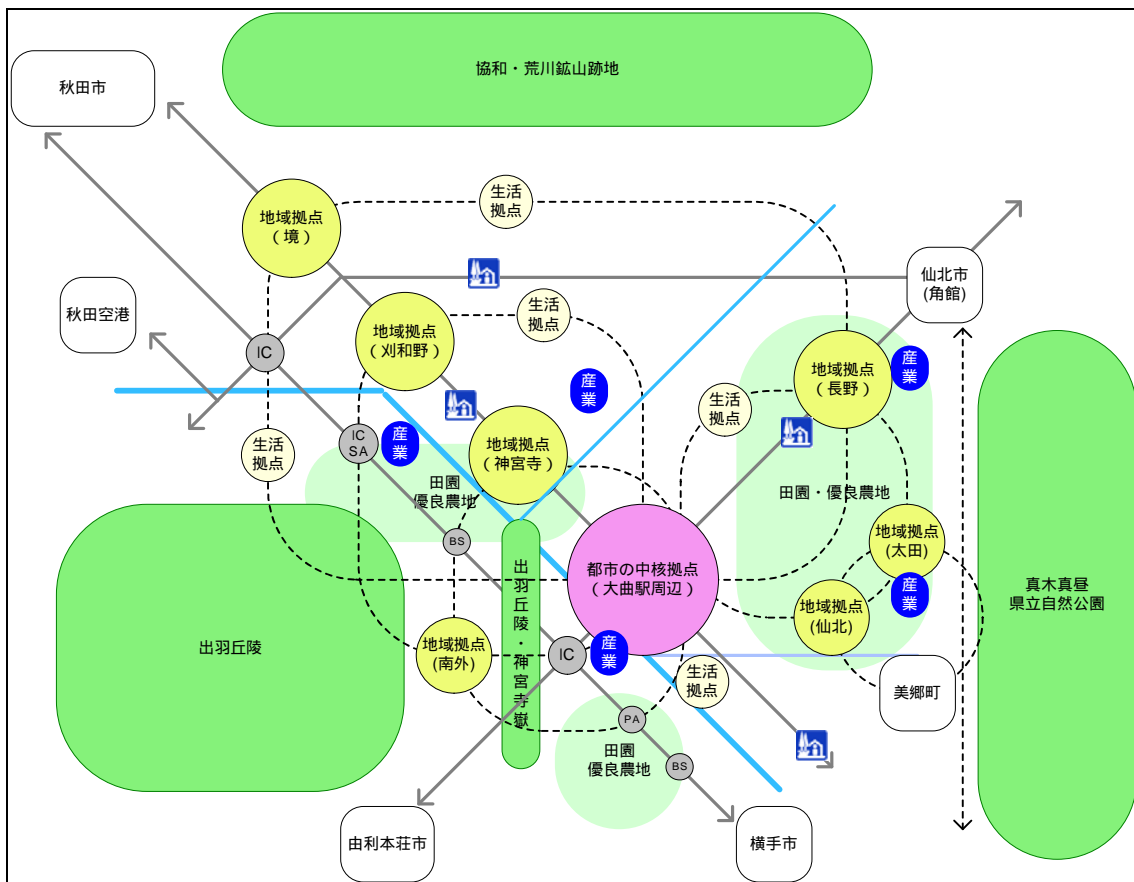 協和・荒川鉱山跡地
秋田市
生活
拠点
地域拠点
（境）
仙北市
(角館)
秋田空港
生活
拠点
地域拠点
（刈和野）
IC
地域拠点
（長野）
産
業
産
業
生活
拠点
IC
SA
産
業
生活
拠点
地域拠点
（神宮寺）
田園
優良農地
田園・優良農地
BS
地域拠点
(太田)
都市の中核拠点
（大曲駅周辺）
産
業
真木真昼
県立自然公園
地域拠点
(仙北)
出羽丘陵
出
羽
丘
陵
・
神
宮
寺
嶽
地域拠点
(南外)
IC
産
業
生活
拠点
美郷町
PA
田園
優良農地
BS
由利本荘市
横手市